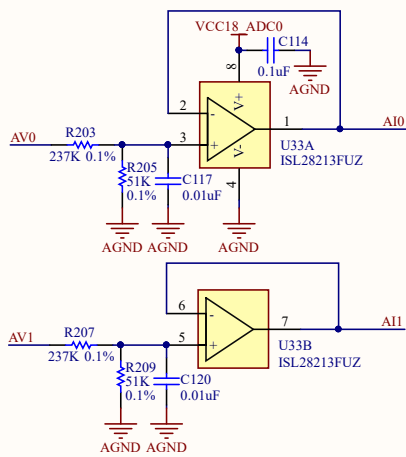 VCC18_ADC0
C114
0.1uF
AGND
8
V+
2
-
AV0
R203
237K 0.1%
3
+
1
AI0
V-
U33A
ISL28213FUZ
R205
51K
0.1%
C117
0.01uF
4
AGND
AGND
AGND
6
-
AV1
R207
237K 0.1%
5
+
7
AI1
U33B
ISL28213FUZ
R209
51K
0.1%
C120
0.01uF
AGND
AGND